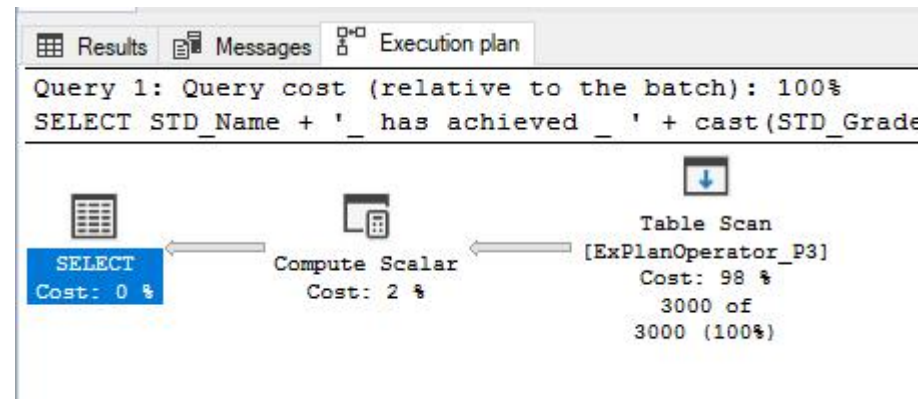 Results Messages Execution plan
Query 1: Query cost (relative to the batch): 100%
SELECT STD_Name + '_ has achieved _ ' + cast(STD_Grade
SELECT
Cost: 0 %
Compute Scalar
Cost: 2 %
Table Scan
[ExPlanOperator_P3]
Cost: 98 %
3000 of
3000 (100%)